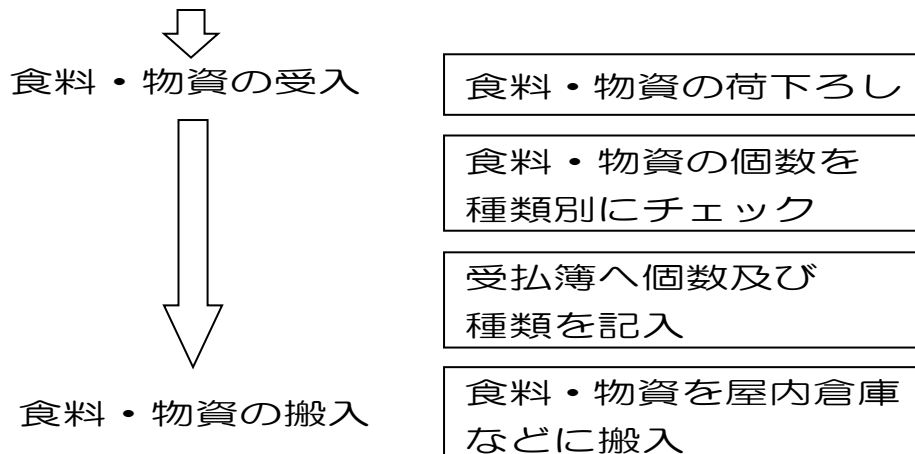 食料・物資の受入
食料・物資の荷下ろし
食料・物資の個数を
種類別にチェック
受払簿へ個数及び
種類を記入
食料・物資の搬入
食料・物資を屋内倉庫
などに搬入